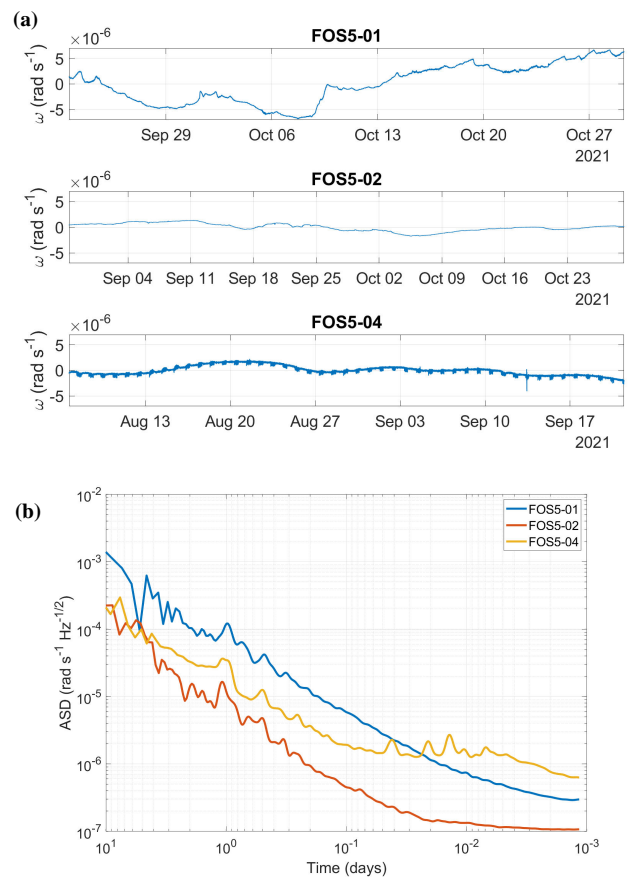 (a)
FOS5-01
×10⁻⁶
ω (rad s⁻¹)
5
0
-5
Sep 29 Oct 06 Oct 13 Oct 20 Oct 27
2021
FOS5-02
×10⁻⁶
ω (rad s⁻¹)
5
0
-5
Sep 04 Sep 11 Sep 18 Sep 25 Oct 02 Oct 09 Oct 16 Oct 23
2021
FOS5-04
×10⁻⁶
ω (rad s⁻¹)
5
0
-5
Aug 13 Aug 20 Aug 27 Sep 03 Sep 10 Sep 17
2021
(b)
ASD (rad s⁻¹ Hz⁻¹/²)
10⁻²
10⁻³
10⁻⁴
10⁻⁵
10⁻⁶
10⁻⁷
FOS5-01
FOS5-02
FOS5-04
10¹ 10⁰ 10⁻¹ 10⁻² 10⁻³
Time (days)